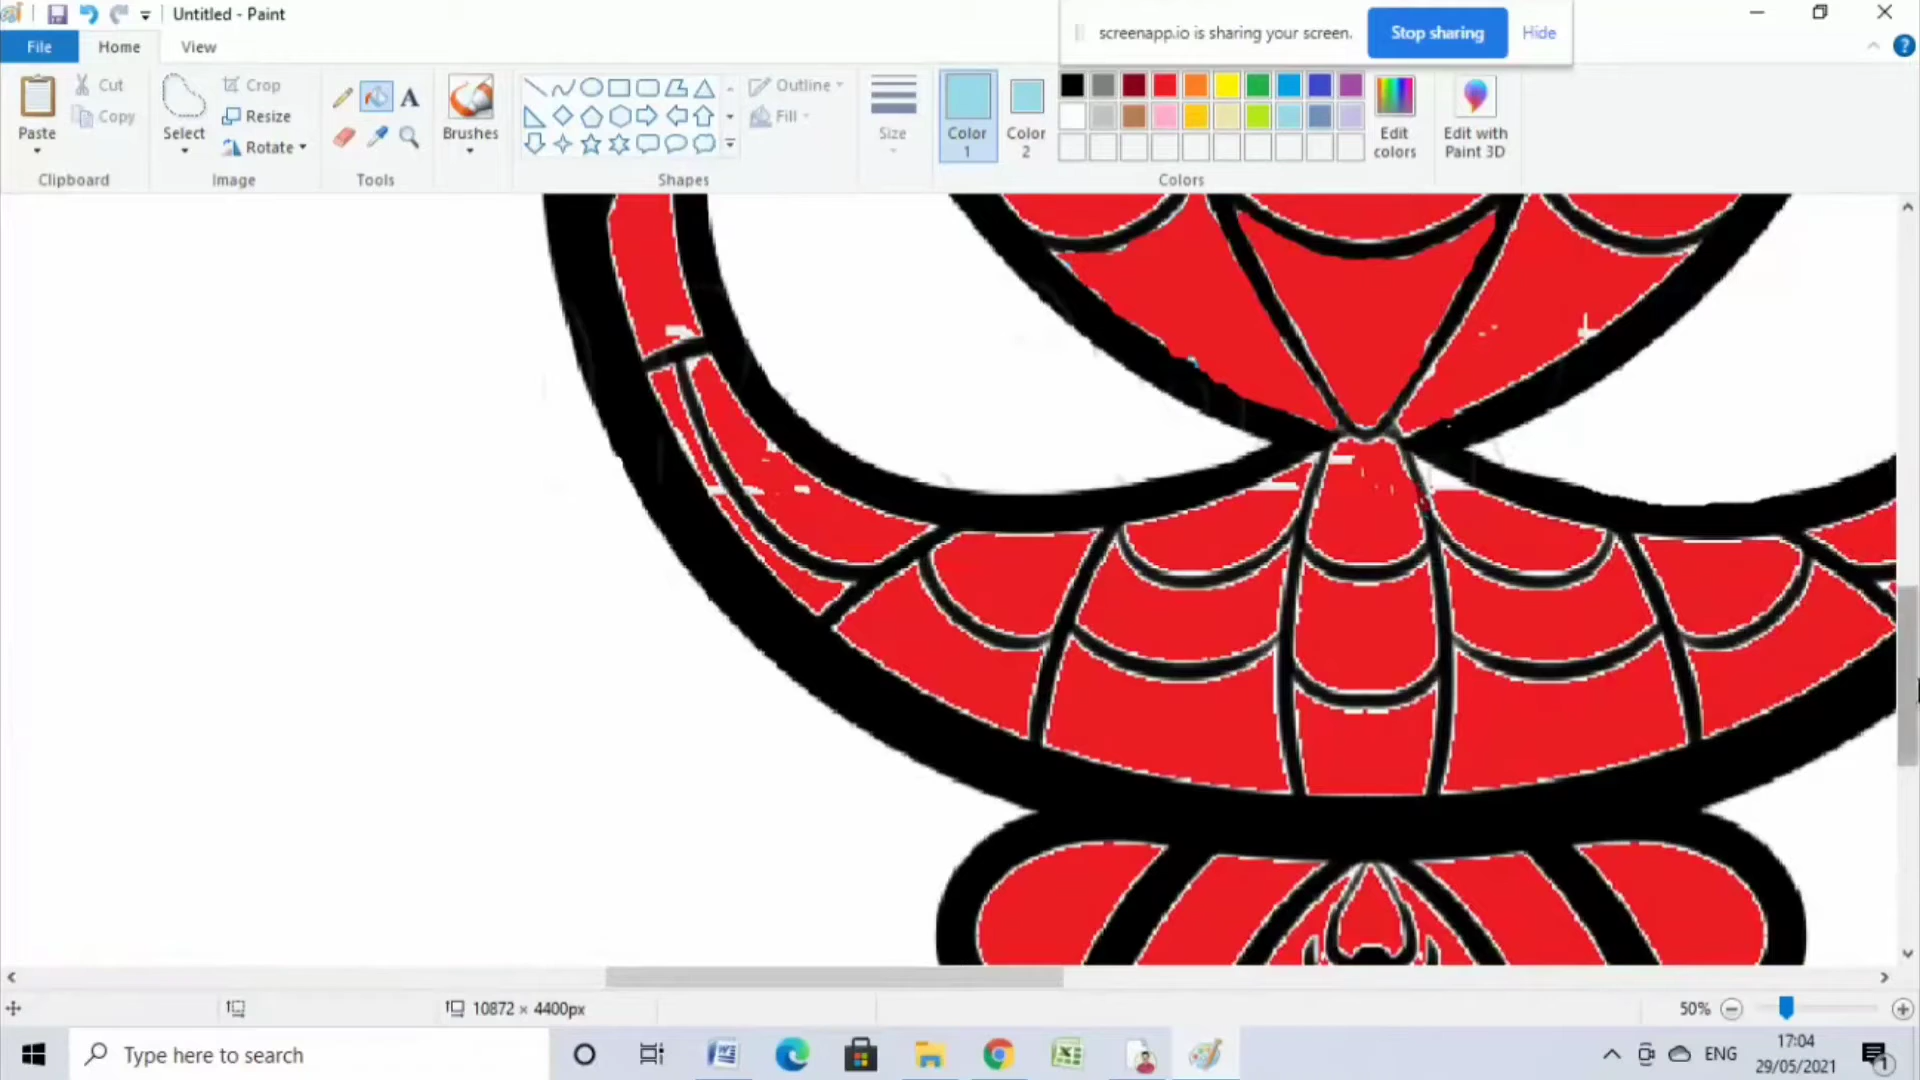 Untitled - Paint
screenapp.io is sharing your screen.
Stop sharing
Hide
File
Home
View
Paste
Cut
Copy
Clipboard
Select
Crop
Resize
Rotate
Image
A
Tools
Brushes
Shapes
Outline
Fill
Size
Color
1
Color
2
Colors
Edit
colors
Edit with
Paint 3D
10872 × 4400px
50%
Type here to search
ENG
17:04
29/05/2021
1